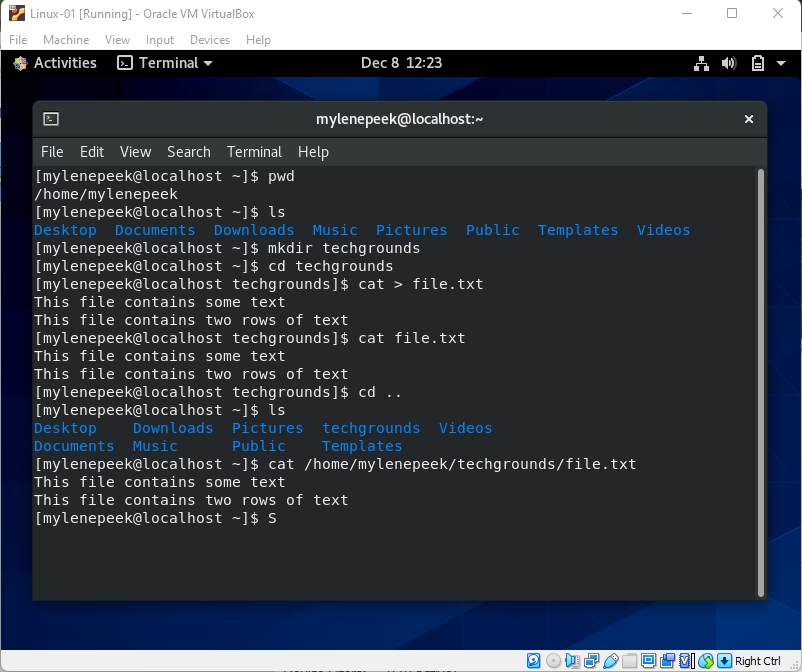 Linux-01 [Running] - Oracle VM VirtualBox
File Machine View Input Devices Help
Activities Terminal Dec 8 12:23
mylenepeek@localhost:~
File Edit View Search Terminal Help
[mylenepeek@localhost ~]$ pwd
/home/mylenepeek
[mylenepeek@localhost ~]$ ls
Desktop Documents Downloads Music Pictures Public Templates Videos
[mylenepeek@localhost ~]$ mkdir techgrounds
[mylenepeek@localhost ~]$ cd techgrounds
[mylenepeek@localhost techgrounds]$ cat > file.txt
This file contains some text
This file contains two rows of text
[mylenepeek@localhost techgrounds]$ cat file.txt
This file contains some text
This file contains two rows of text
[mylenepeek@localhost techgrounds]$ cd ..
[mylenepeek@localhost ~]$ ls
Desktop Downloads Pictures techgrounds Videos
Documents Music Public Templates
[mylenepeek@localhost ~]$ cat /home/mylenepeek/techgrounds/file.txt
This file contains some text
This file contains two rows of text
[mylenepeek@localhost ~]$ S
Right Ctrl